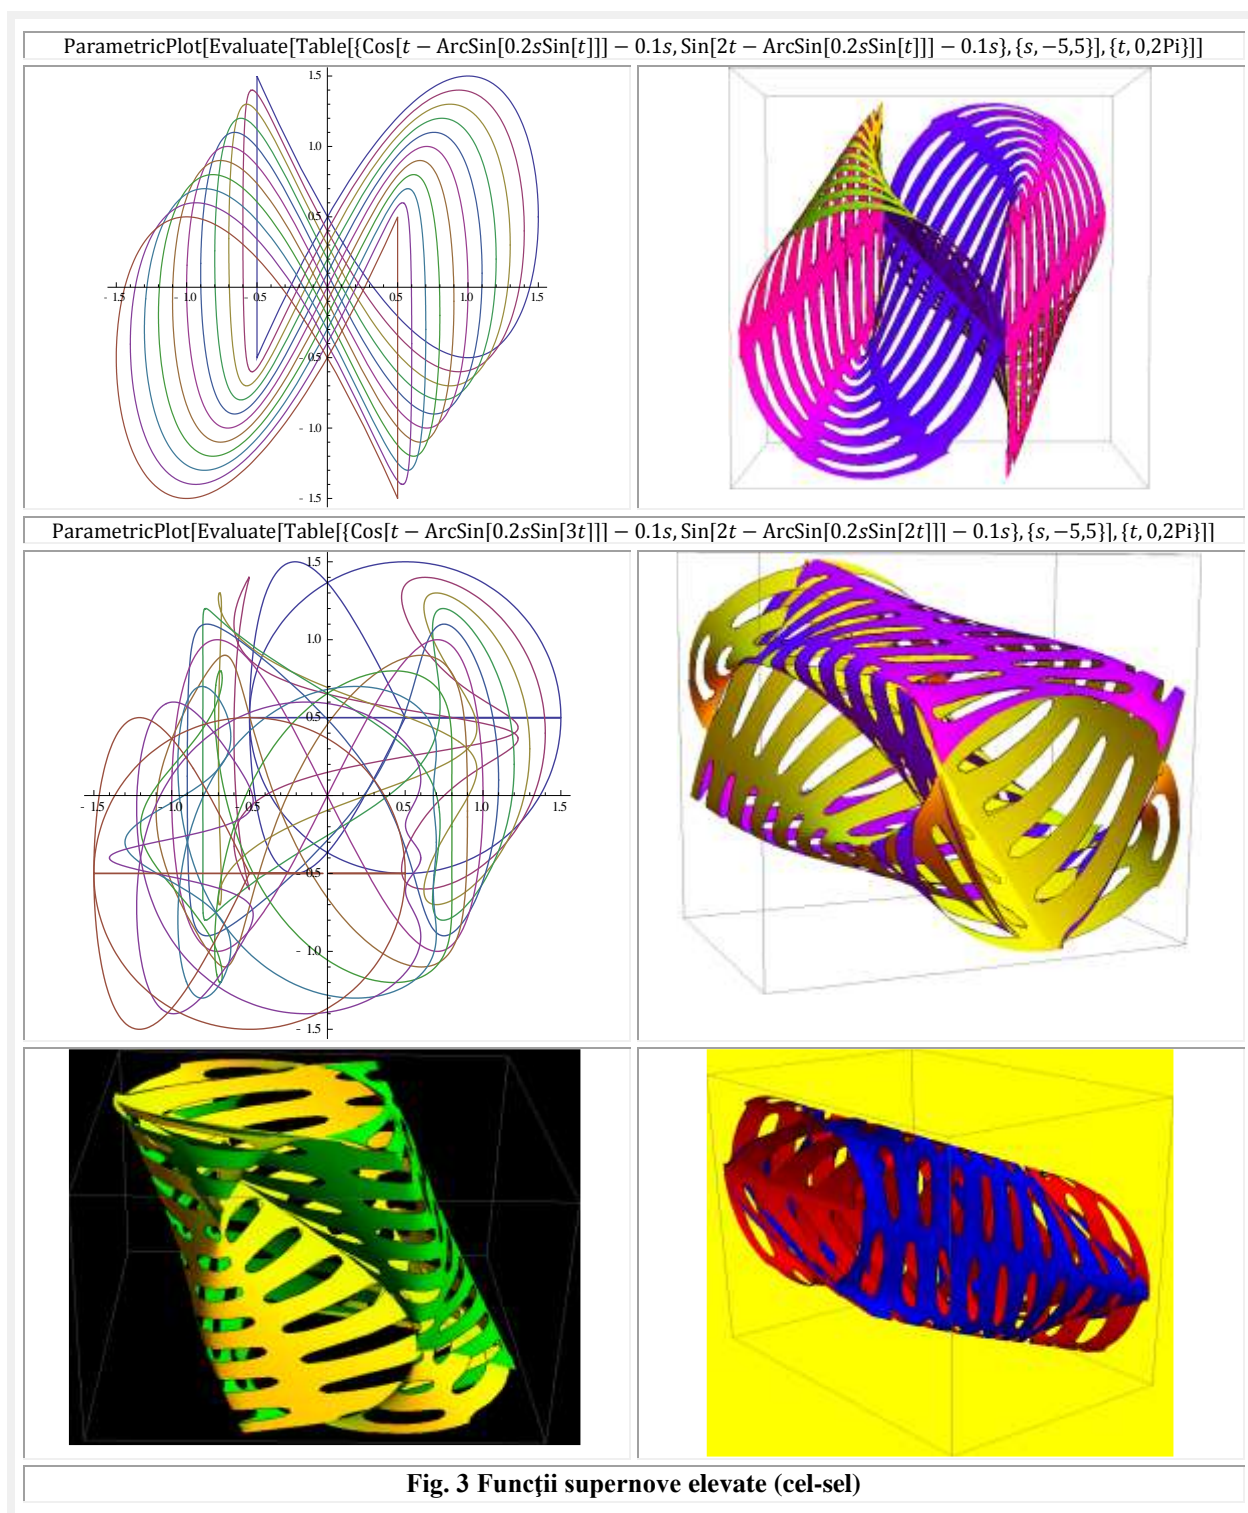 ParametricPlot[Evaluate[Table[{Cos[t − ArcSin[0.2sSin[t]]] − 0.1s, Sin[2t − ArcSin[0.2sSin[t]]] − 0.1s}, {s, −5,5}], {t, 0,2Pi}]]
1.5
1.0
0.5
- 1.5 - 1.0 - 0.5 0.5 1.0 1.5
- 0.5
- 1.0
- 1.5
ParametricPlot[Evaluate[Table[{Cos[t − ArcSin[0.2sSin[3t]]] − 0.1s, Sin[2t − ArcSin[0.2sSin[2t]]] − 0.1s}, {s, −5,5}], {t, 0,2Pi}]]
1.5
1.0
0.5
- 1.5 - 1.0 - 0.5 0.5 1.0 1.5
- 0.5
- 1.0
- 1.5
Fig. 3 Funcţii supernove elevate (cel-sel)